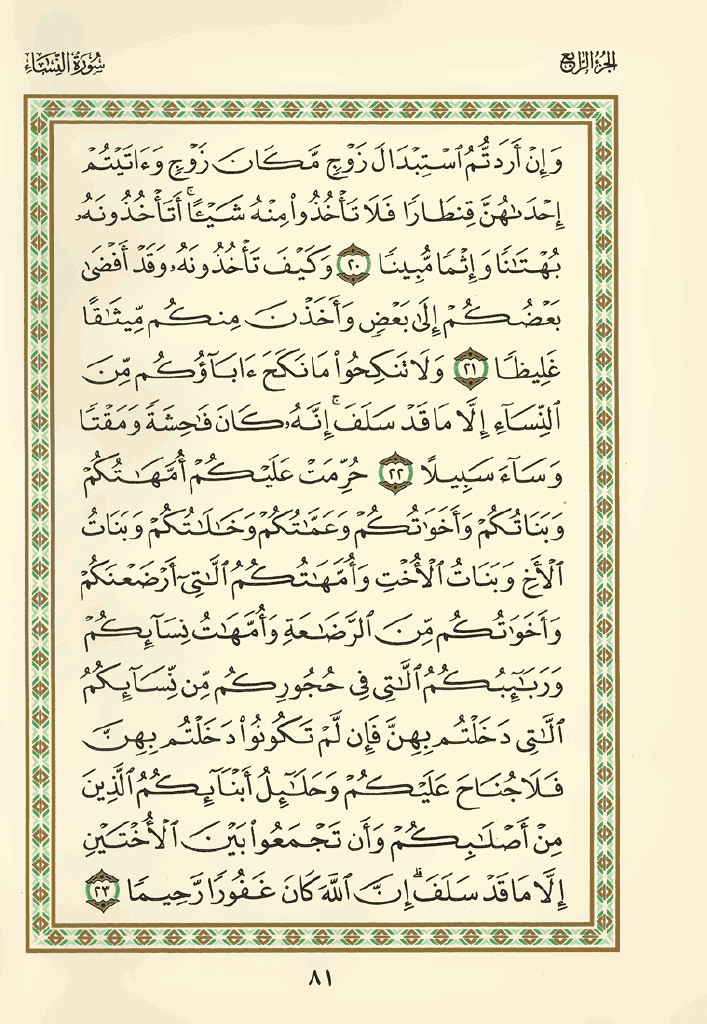 الجزء الرابع
سورة النساء
وَإِنْ أَرَدتُّمُ ٱسْتِبْدَالَ زَوْجٍ مَّكَانَ زَوْجٍ وَءَاتَيْتُمْ
إِحْدَىٰهُنَّ قِنطَارًا فَلَا تَأْخُذُوا۟ مِنْهُ شَيْـًٔا ۚ أَتَأْخُذُونَهُۥ
بُهْتَـٰنًا وَإِثْمًا مُّبِينًا ٢٠ وَكَيْفَ تَأْخُذُونَهُۥ وَقَدْ أَفْضَىٰ
بَعْضُكُمْ إِلَىٰ بَعْضٍ وَأَخَذْنَ مِنكُم مِّيثَـٰقًا
غَلِيظًا ٢١ وَلَا تَنكِحُوا۟ مَا نَكَحَ ءَابَآؤُكُم مِّنَ
ٱلنِّسَآءِ إِلَّا مَا قَدْ سَلَفَ ۚ إِنَّهُۥ كَانَ فَـٰحِشَةً وَمَقْتًا
وَسَآءَ سَبِيلًا ٢٢ حُرِّمَتْ عَلَيْكُمْ أُمَّهَـٰتُكُمْ
وَبَنَاتُكُمْ وَأَخَوَٰتُكُمْ وَعَمَّـٰتُكُمْ وَخَـٰلَـٰتُكُمْ وَبَنَاتُ
ٱلْأَخِ وَبَنَاتُ ٱلْأُخْتِ وَأُمَّهَـٰتُكُمُ ٱلَّـٰتِىٓ أَرْضَعْنَكُمْ
وَأَخَوَٰتُكُم مِّنَ ٱلرَّضَـٰعَةِ وَأُمَّهَـٰتُ نِسَآئِكُمْ
وَرَبَـٰٓئِبُكُمُ ٱلَّـٰتِى فِى حُجُورِكُم مِّن نِّسَآئِكُمُ
ٱلَّـٰتِى دَخَلْتُم بِهِنَّ فَإِن لَّمْ تَكُونُوا۟ دَخَلْتُم بِهِنَّ
فَلَا جُنَاحَ عَلَيْكُمْ وَحَلَـٰٓئِلُ أَبْنَآئِكُمُ ٱلَّذِينَ
مِنْ أَصْلَـٰبِكُمْ وَأَن تَجْمَعُوا۟ بَيْنَ ٱلْأُخْتَيْنِ
إِلَّا مَا قَدْ سَلَفَ ۗ إِنَّ ٱللَّهَ كَانَ غَفُورًا رَّحِيمًا ٢٣
٨١